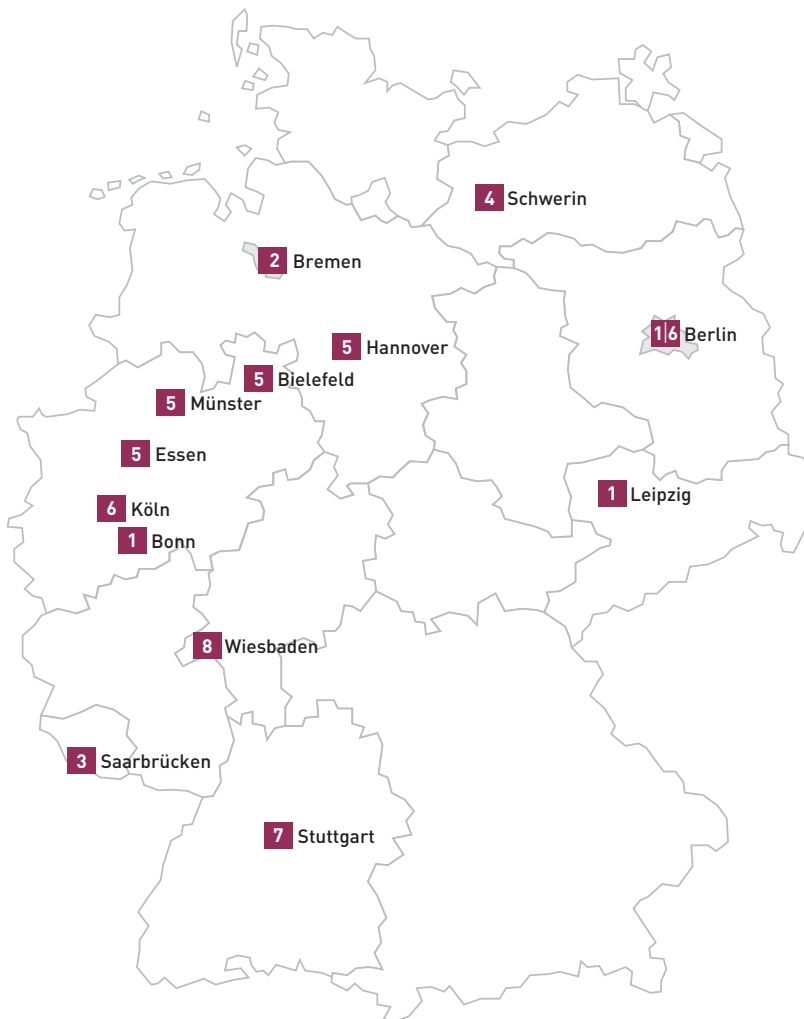 4 Schwerin
2 Bremen
1|6 Berlin
5 Hannover
5 Bielefeld
5 Münster
5 Essen
1 Leipzig
6 Köln
1 Bonn
8 Wiesbaden
3 Saarbrücken
7 Stuttgart